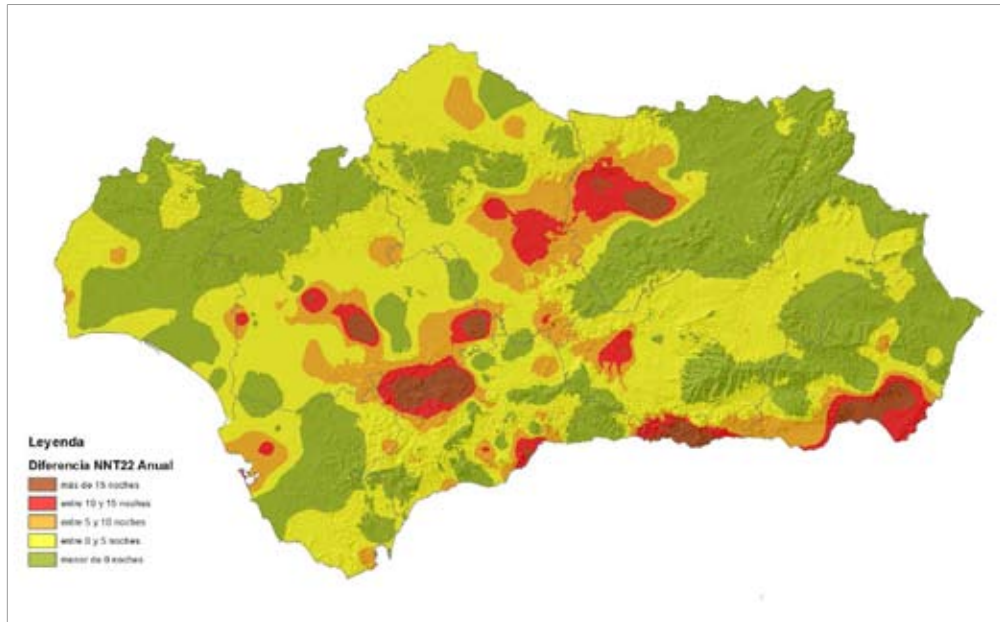 Leyenda
Diferencia NNT22 Anual
más de 15 noches
entre 10 y 15 noches
entre 5 y 10 noches
entre 0 y 5 noches
menor de 0 noches